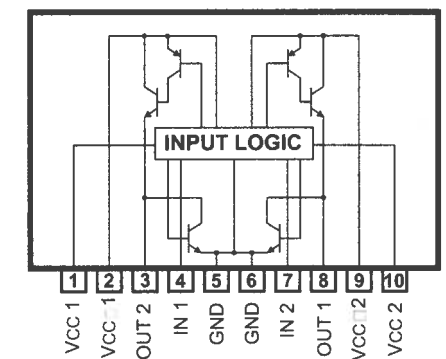 INPUT LOGIC
1 2 3 4 5 6 7 8 9 10
VCC 1
VCC 1
OUT 2
IN 1
GND
GND
IN 2
OUT 1
VCC 2
VCC 2